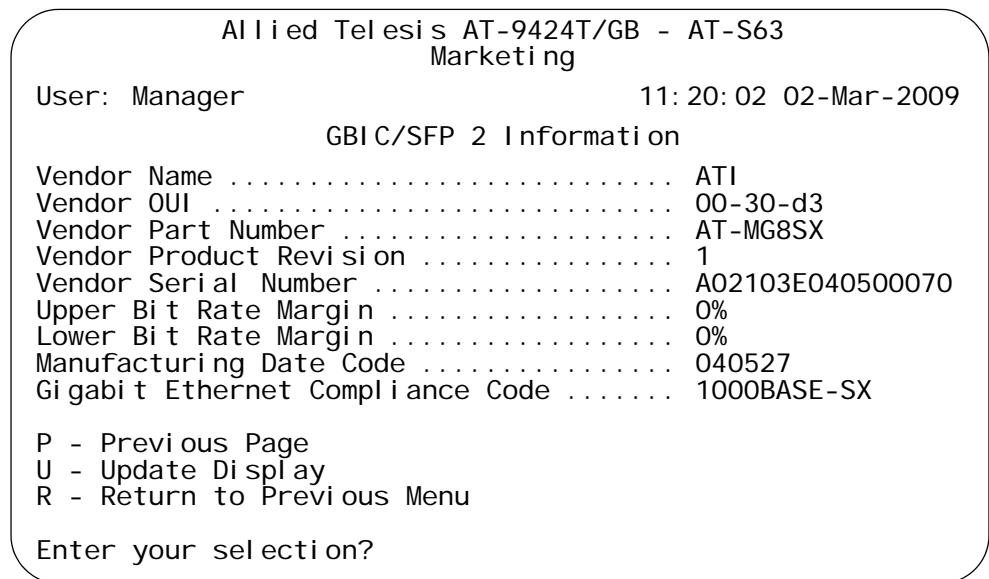 Allied Telesis AT-9424T/GB - AT-S63
Marketing
User: Manager 11:20:02 02-Mar-2009
GBIC/SFP 2 Information
Vendor Name ............................ ATI
Vendor OUI ............................. 00-30-d3
Vendor Part Number ..................... AT-MG8SX
Vendor Product Revision ................ 1
Vendor Serial Number ................... A02103E040500070
Upper Bit Rate Margin .................. 0%
Lower Bit Rate Margin .................. 0%
Manufacturing Date Code ................ 040527
Gigabit Ethernet Compliance Code ....... 1000BASE-SX
P - Previous Page
U - Update Display
R - Return to Previous Menu
Enter your selection?